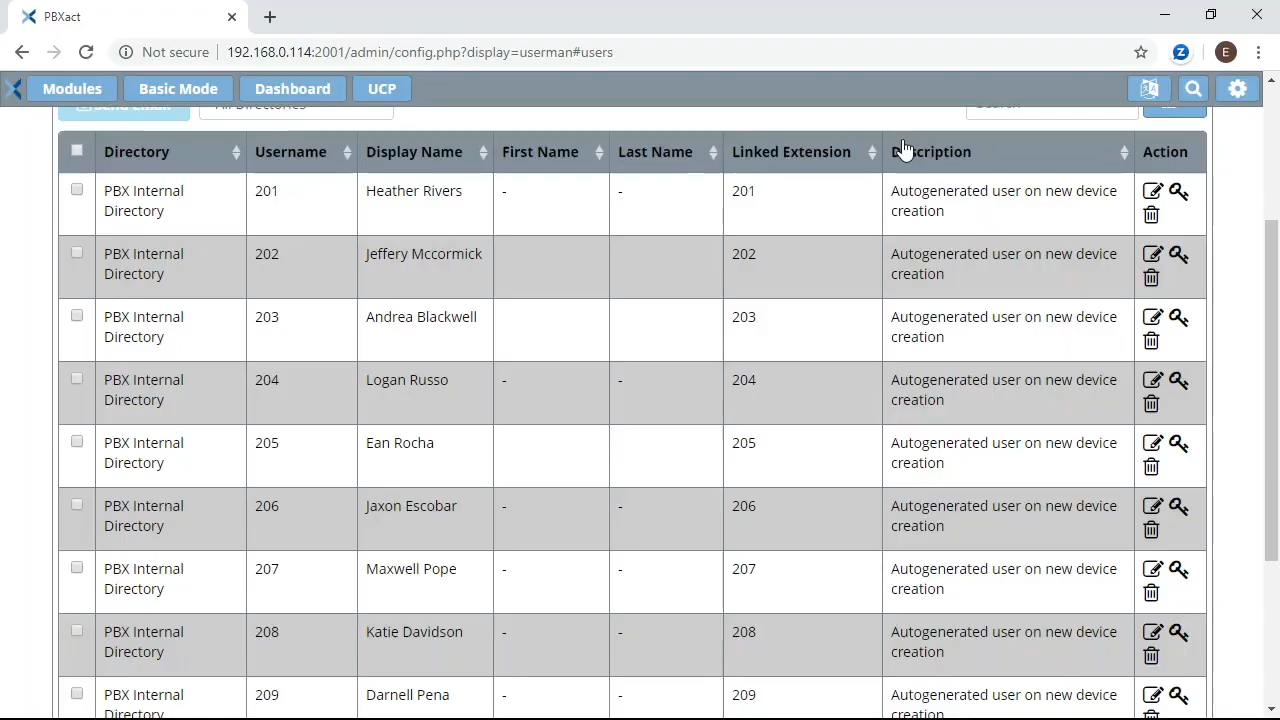 PBXact
Not secure
192.168.0.114:2001/admin/config.php?display=userman#users
Z
E
Modules
Basic Mode
Dashboard
UCP
Send Email
All Directories
Search
Directory
Username
Display Name
First Name
Last Name
Linked Extension
Action
PBX Internal
Directory
201
Heather Rivers
-
-
201
Autogenerated user on new device
creation
PBX Internal
Directory
202
Jeffery Mccormick
202
Autogenerated user on new device
creation
PBX Internal
Directory
203
Andrea Blackwell
203
Autogenerated user on new device
creation
PBX Internal
Directory
204
Logan Russo
-
-
204
Autogenerated user on new device
creation
PBX Internal
Directory
205
Ean Rocha
205
Autogenerated user on new device
creation
PBX Internal
Directory
206
Jaxon Escobar
-
-
206
Autogenerated user on new device
creation
PBX Internal
Directory
207
Maxwell Pope
-
-
207
Autogenerated user on new device
creation
PBX Internal
Directory
208
Katie Davidson
-
-
208
Autogenerated user on new device
creation
PBX Internal
Directory
209
Darnell Pena
-
-
209
Autogenerated user on new device
creation